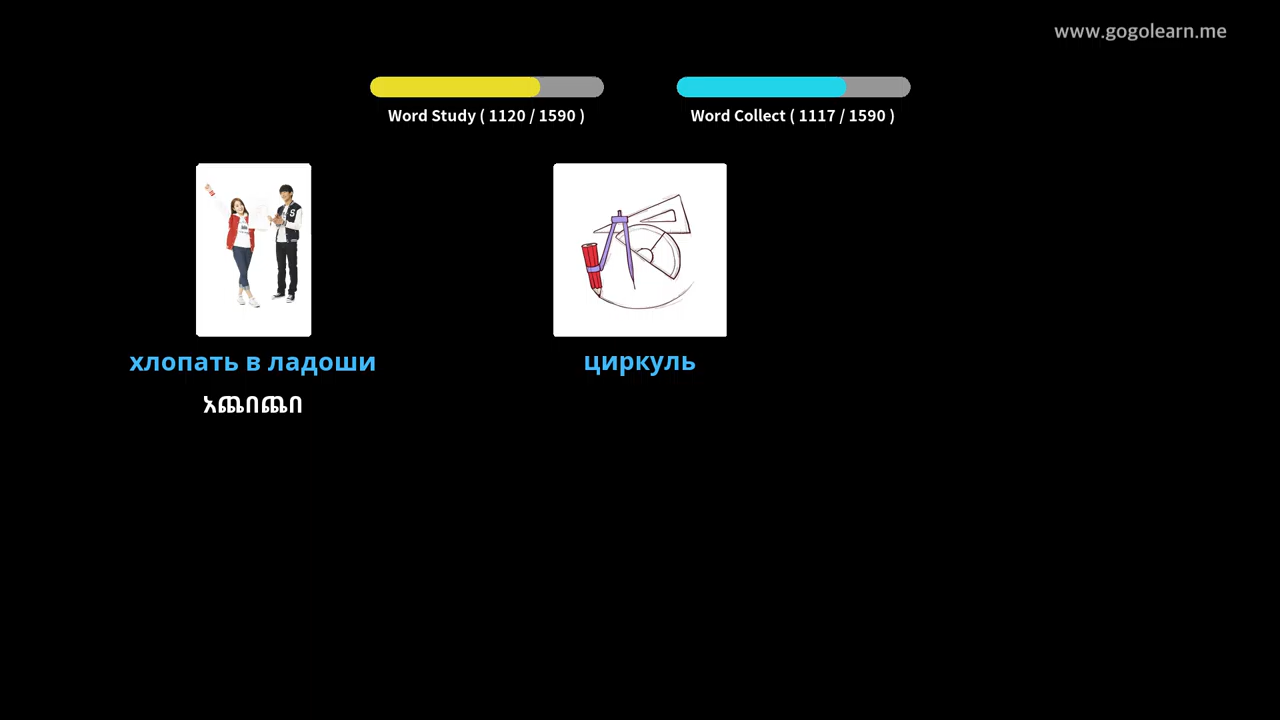 www.gogolearn.me
Word Study ( 1120 / 1590 )
Word Collect ( 1117 / 1590 )
хлопать в ладоши
አጨበጨበ
циркуль